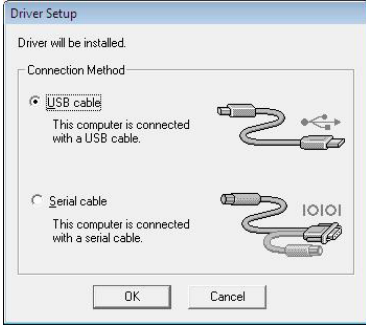 Driver Setup
Driver will be installed.
Connection Method
USB cable
This computer is connected
with a USB cable.
Serial cable
IOIOI
This computer is connected
with a serial cable.
OK
Cancel